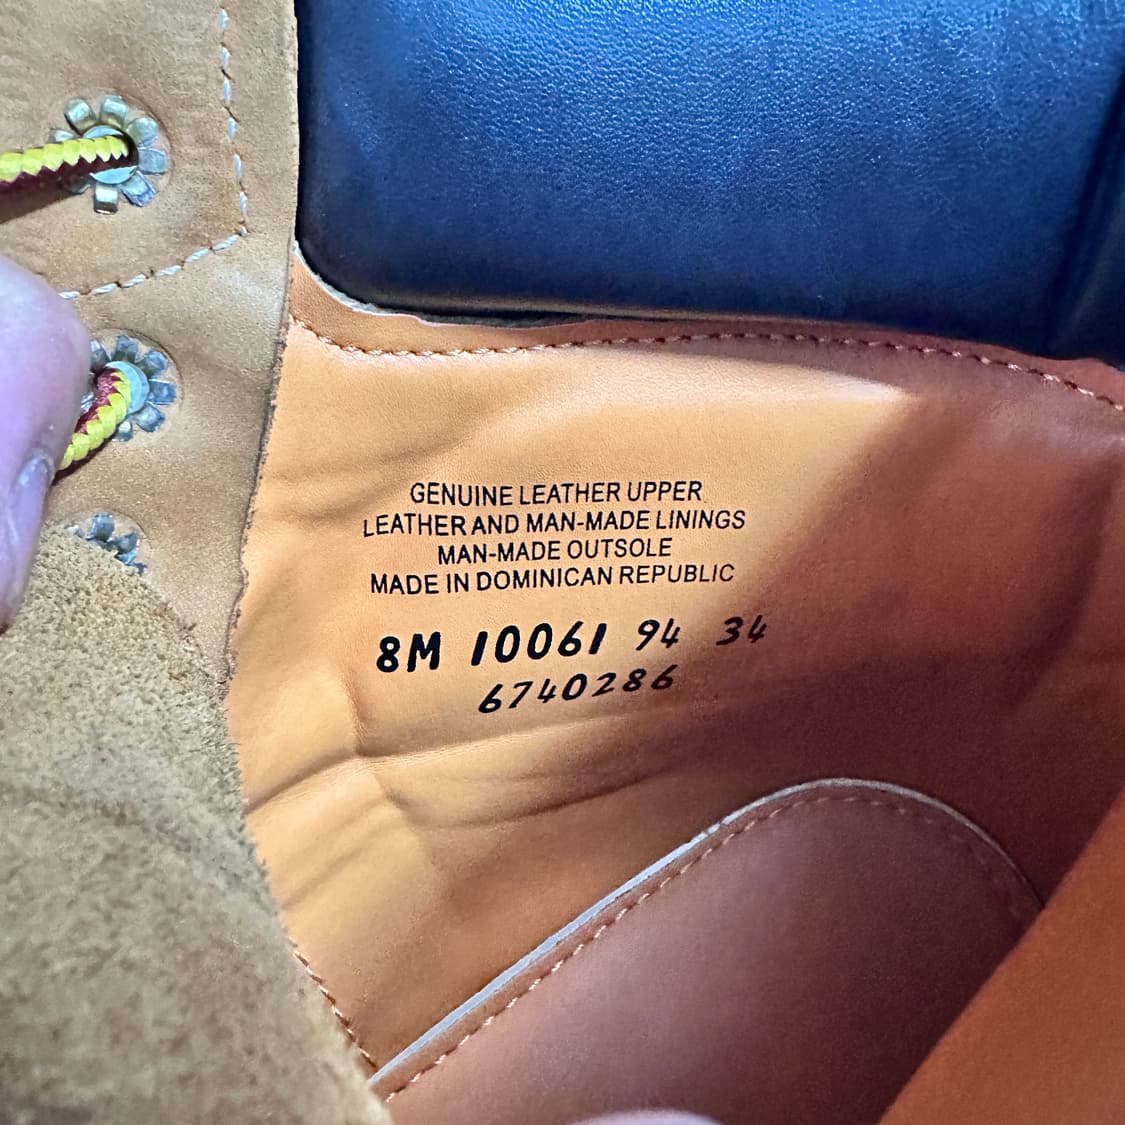 GENUINE LEATHER UPPER
LEATHER AND MAN-MADE LININGS
MAN-MADE OUTSOLE
MADE IN DOMINICAN REPUBLIC
8M 10061 94 34
6740286